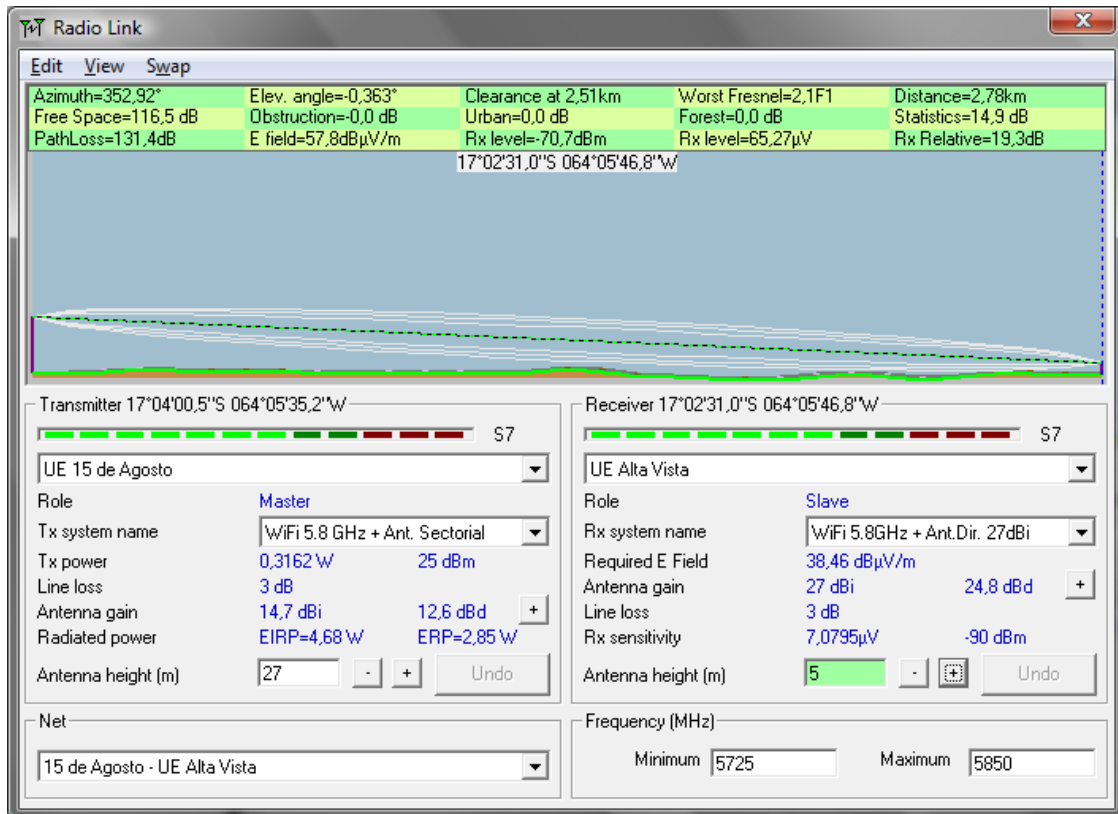 Radio Link
Edit View Swap
Azimuth=352,92° Elev. angle=-0,363° Clearance at 2,51km Worst Fresnel=2,1F1 Distance=2,78km
Free Space=116,5 dB Obstruction=-0,0 dB Urban=0,0 dB Forest=0,0 dB Statistics=14,9 dB
PathLoss=131,4dB E field=57,8dBµV/m Rx level=-70,7dBm Rx level=65,27µV Rx Relative=19,3dB
17°02'31,0"S 064°05'46,8"W
Transmitter 17°04'00,5"S 064°05'35,2"W
S7
UE 15 de Agosto
Role Master
Tx system name WiFi 5.8 GHz + Ant. Sectorial
Tx power 0,3162 W 25 dBm
Line loss 3 dB
Antenna gain 14,7 dBi 12,6 dBd +
Radiated power EIRP=4,68 W ERP=2,85 W
Antenna height (m) 27 - + Undo
Net
15 de Agosto - UE Alta Vista
Receiver 17°02'31,0"S 064°05'46,8"W
S7
UE Alta Vista
Role Slave
Rx system name WiFi 5.8GHz + Ant.Dir. 27dBi
Required E Field 38,46 dBµV/m
Antenna gain 27 dBi 24,8 dBd +
Line loss 3 dB
Rx sensitivity 7,0795µV -90 dBm
Antenna height (m) 5 - + Undo
Frequency (MHz)
Minimum 5725 Maximum 5850